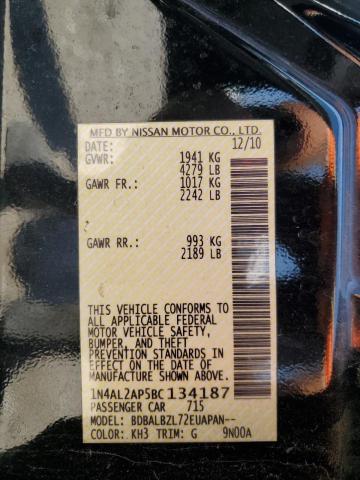 MFD BY NISSAN MOTOR CO., LTD.
DATE: 12/10
GVWR: 1941 KG
4279 LB
GAWR FR.: 1017 KG
2242 LB
GAWR RR.: 993 KG
2189 LB
THIS VEHICLE CONFORMS TO
ALL APPLICABLE FEDERAL
MOTOR VEHICLE SAFETY,
BUMPER, AND THEFT
PREVENTION STANDARDS IN
EFFECT ON THE DATE OF
MANUFACTURE SHOWN ABOVE.
1N4AL2AP5BC134187
PASSENGER CAR 715
MODEL: BDBALBZL72EUAPAN--
COLOR: KH3 TRIM: G 9N00A